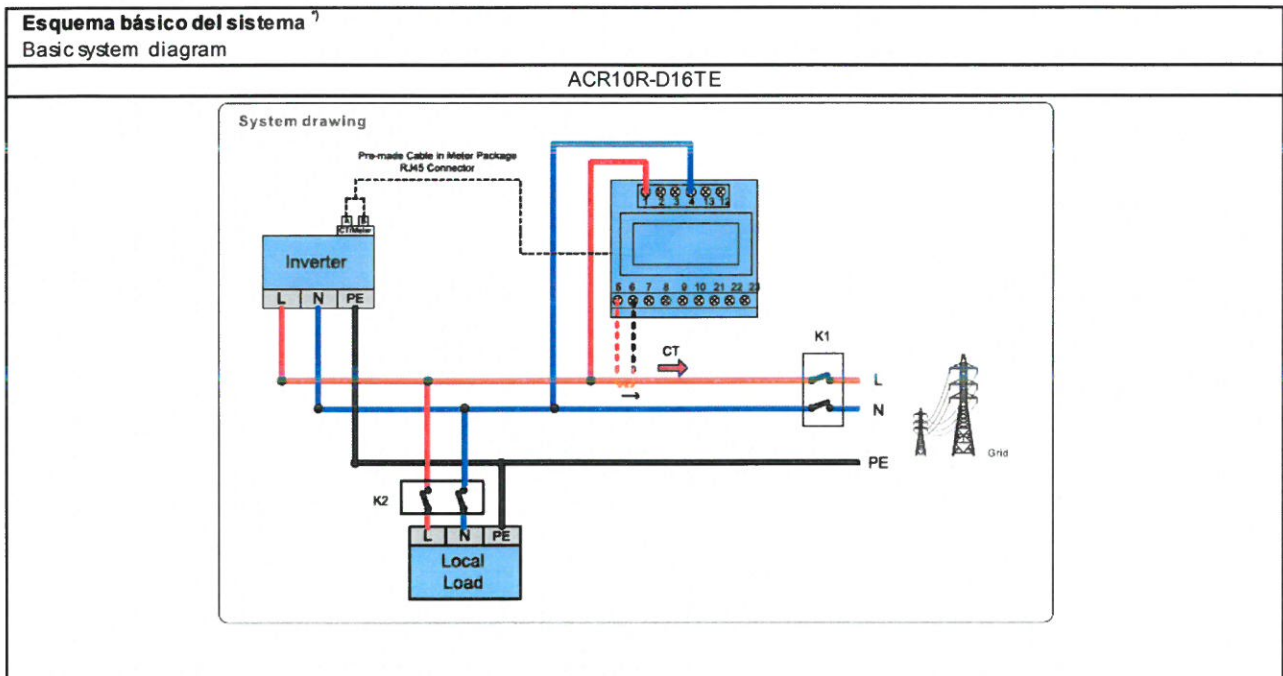 Esquema básico del sistema *)
Basic system diagram
ACR10R-D16TE
System drawing
Pre-made Cable in Meter Package
RJ45 Connector
A B
CT/Meter
Inverter
L N PE
1 2 3 4 13 14
5 6 7 8 9 10 21 22 23
CT
K1
L
N
PE
Grid
K2
L N PE
Local
Load